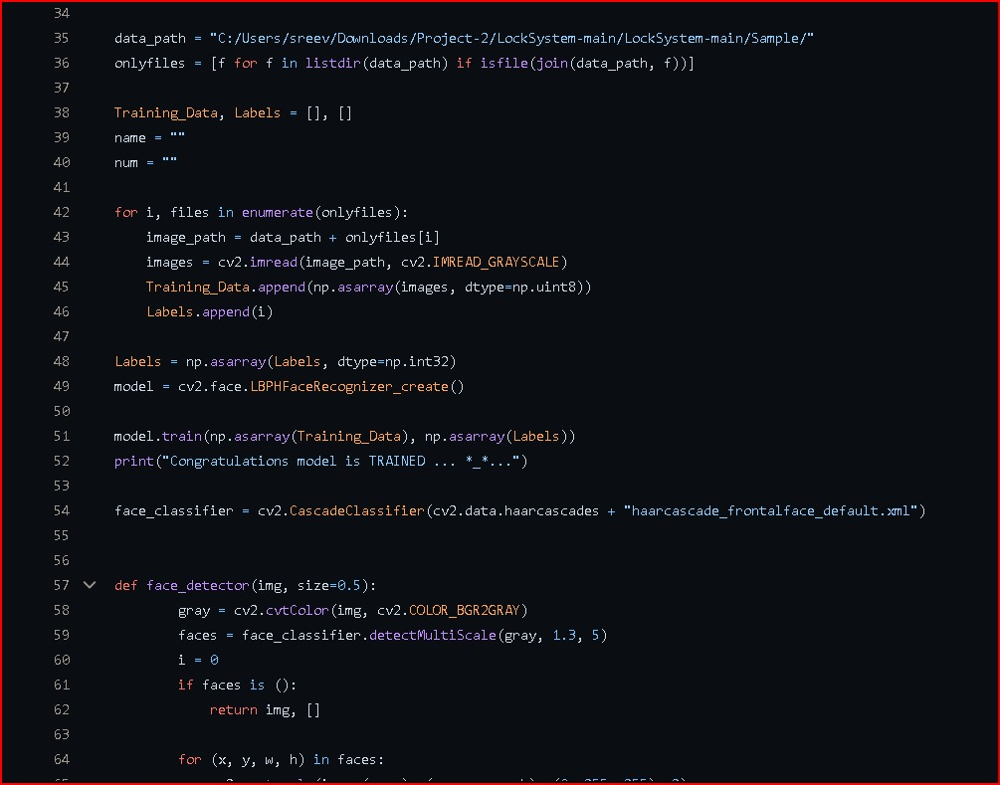 34
35 data_path = "C:/Users/sreev/Downloads/Project-2/LockSystem-main/LockSystem-main/Sample/"
36 onlyfiles = [f for f in listdir(data_path) if isfile(join(data_path, f))]
37
38 Training_Data, Labels = [], []
39 name = ""
40 num = ""
41
42 for i, files in enumerate(onlyfiles):
43     image_path = data_path + onlyfiles[i]
44     images = cv2.imread(image_path, cv2.IMREAD_GRAYSCALE)
45     Training_Data.append(np.asarray(images, dtype=np.uint8))
46     Labels.append(i)
47
48 Labels = np.asarray(Labels, dtype=np.int32)
49 model = cv2.face.LBPHFaceRecognizer_create()
50
51 model.train(np.asarray(Training_Data), np.asarray(Labels))
52 print("Congratulations model is TRAINED ... *_*...")
53
54 face_classifier = cv2.CascadeClassifier(cv2.data.haarcascades + "haarcascade_frontalface_default.xml")
55
56
57 def face_detector(img, size=0.5):
58         gray = cv2.cvtColor(img, cv2.COLOR_BGR2GRAY)
59         faces = face_classifier.detectMultiScale(gray, 1.3, 5)
60         i = 0
61         if faces is ():
62             return img, []
63
64         for (x, y, w, h) in faces: